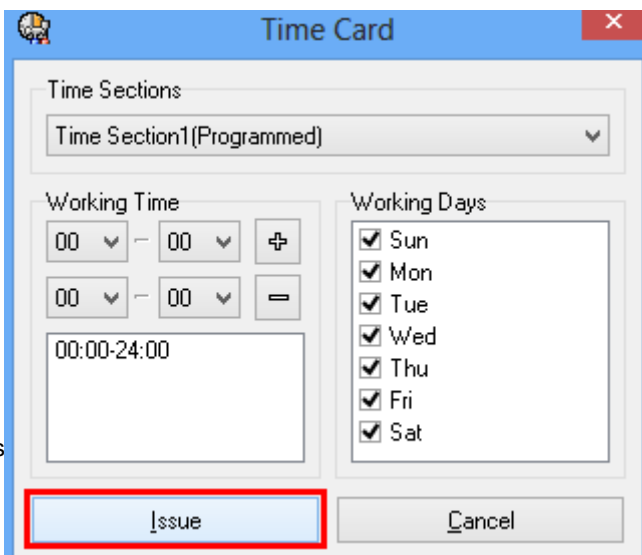 Time Card
Time Sections
Time Section1(Programmed)
Working Time
00 00
00 00
00:00-24:00
Working Days
Sun
Mon
Tue
Wed
Thu
Fri
Sat
s
Issue
Cancel